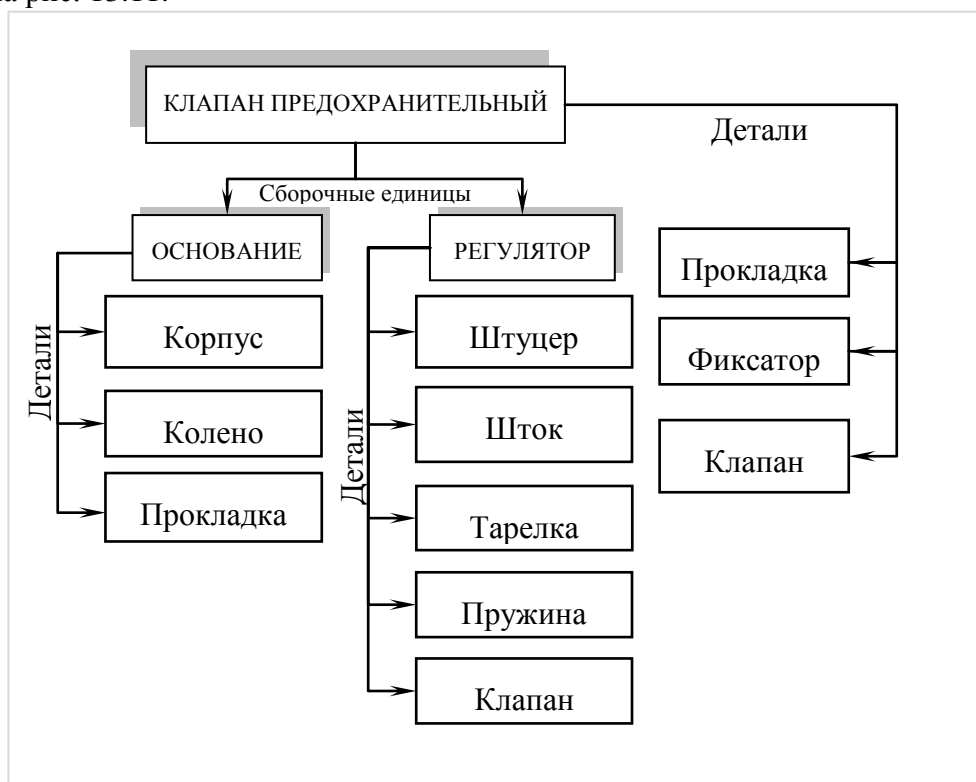 на рис. 13.11.
КЛАПАН ПРЕДОХРАНИТЕЛЬНЫЙ
Детали
Сборочные единицы
ОСНОВАНИЕ
РЕГУЛЯТОР
Детали
Корпус
Колено
Прокладка
Детали
Штуцер
Шток
Тарелка
Пружина
Клапан
Прокладка
Фиксатор
Клапан